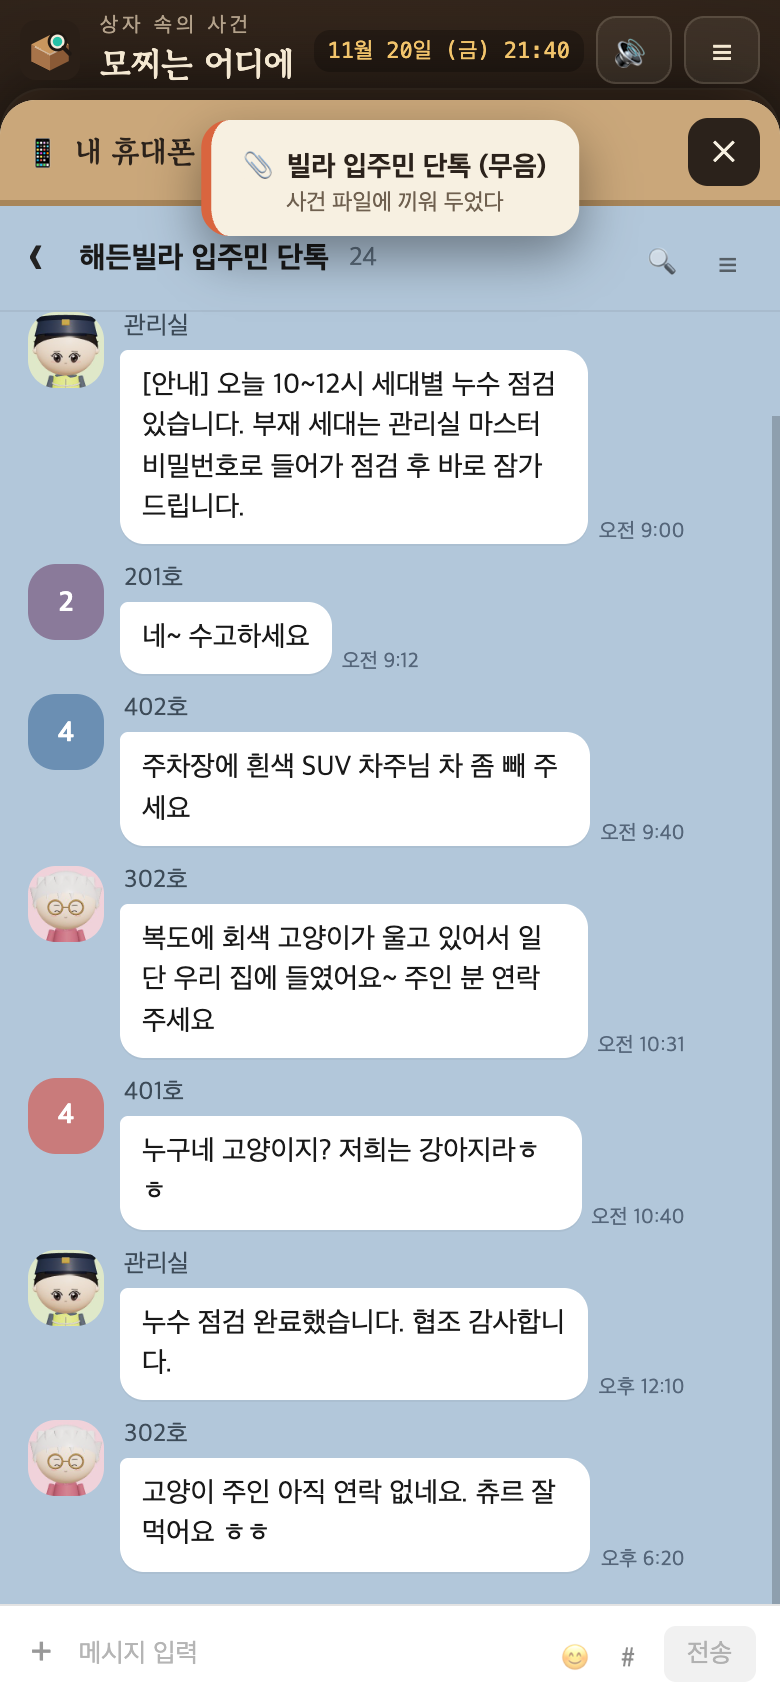 상자 속의 사건
모찌는 어디에
11월 20일 (금) 21:40
내 휴대폰
빌라 입주민 단톡 (무음)
사건 파일에 끼워 두었다
해든빌라 입주민 단톡 24
관리실
[안내] 오늘 10~12시 세대별 누수 점검
있습니다. 부재 세대는 관리실 마스터
비밀번호로 들어가 점검 후 바로 잠가
드립니다.
오전 9:00
2
201호
네~ 수고하세요
오전 9:12
4
402호
주차장에 흰색 SUV 차주님 차 좀 빼 주
세요
오전 9:40
302호
복도에 회색 고양이가 울고 있어서 일
단 우리 집에 들였어요~ 주인 분 연락
주세요
오전 10:31
4
401호
누구네 고양이지? 저희는 강아지라ㅎ
ㅎ
오전 10:40
관리실
누수 점검 완료했습니다. 협조 감사합니
다.
오후 12:10
302호
고양이 주인 아직 연락 없네요. 츄르 잘
먹어요 ㅎㅎ
오후 6:20
+ 메시지 입력 # 전송